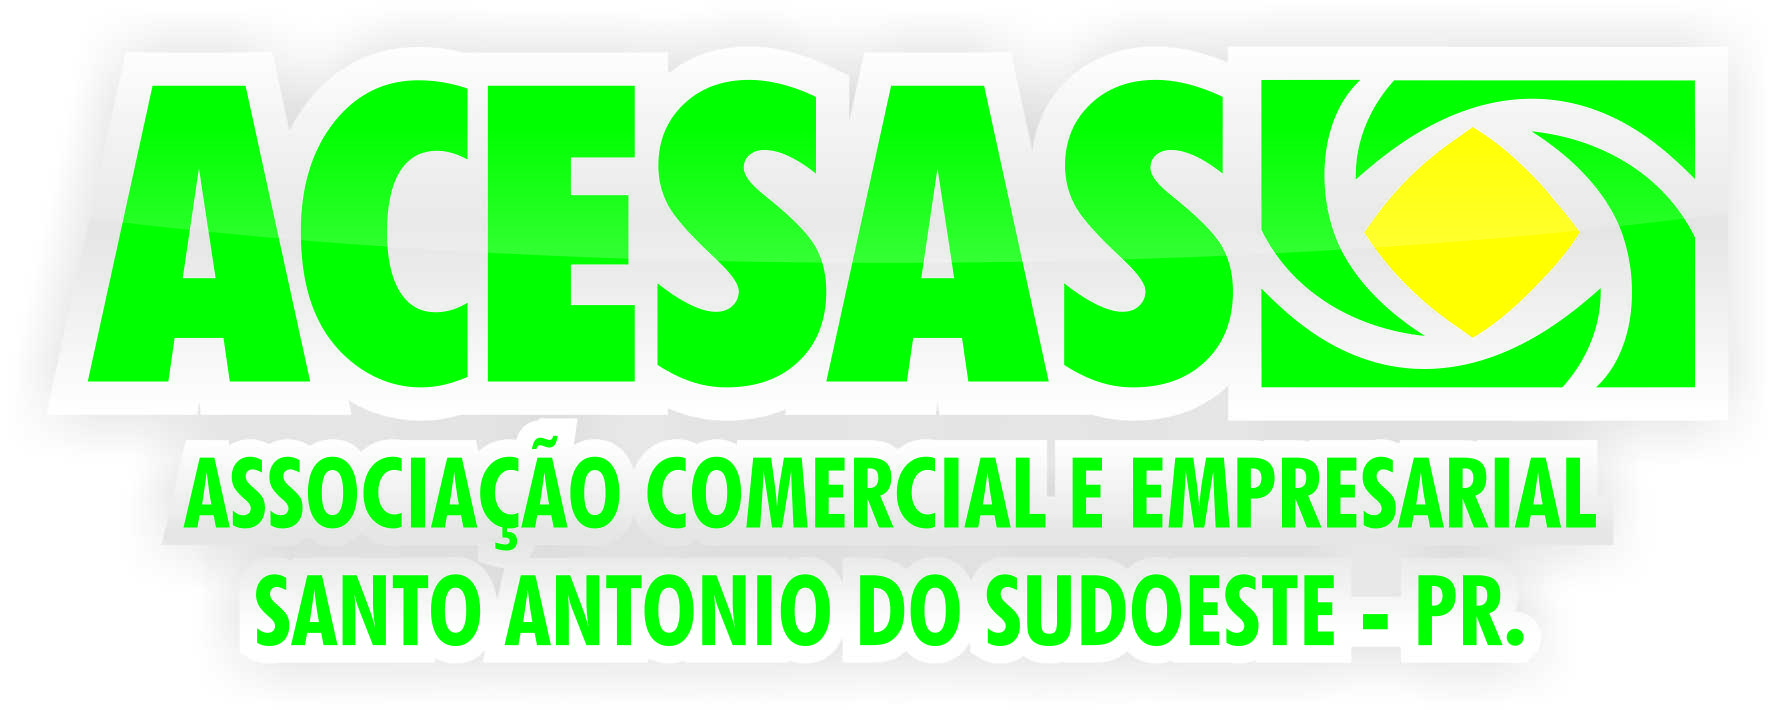 ACESAS
ASSOCIAÇÃO COMERCIAL E EMPRESARIAL
SANTO ANTONIO DO SUDOESTE - PR.